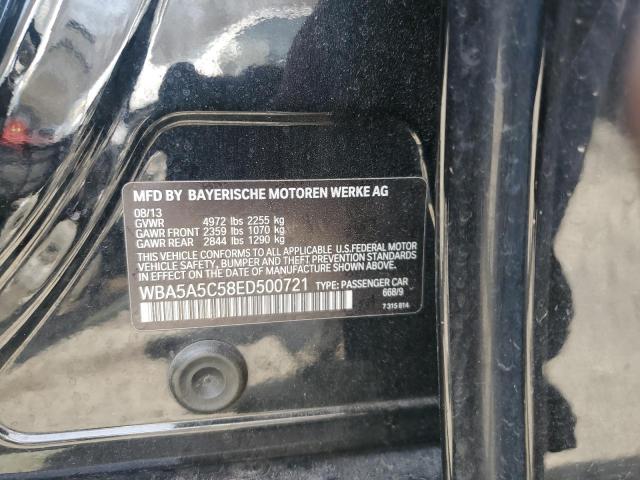 MFD BY BAYERISCHE MOTOREN WERKE AG
08/13
GVWR 4972 lbs 2255 kg
GAWR FRONT 2359 lbs 1070 kg
GAWR REAR 2844 lbs 1290 kg
THIS VEHICLE CONFORMS TO ALL APPLICABLE U.S.FEDERAL MOTOR
VEHICLE SAFETY, BUMPER AND THEFT PREVENTION STANDARDS
IN EFFECT ON THE DATE OF MANUFACTURE SHOWN ABOVE.
WBA5A5C58ED500721 TYPE: PASSENGER CAR
668/9
7 315 814